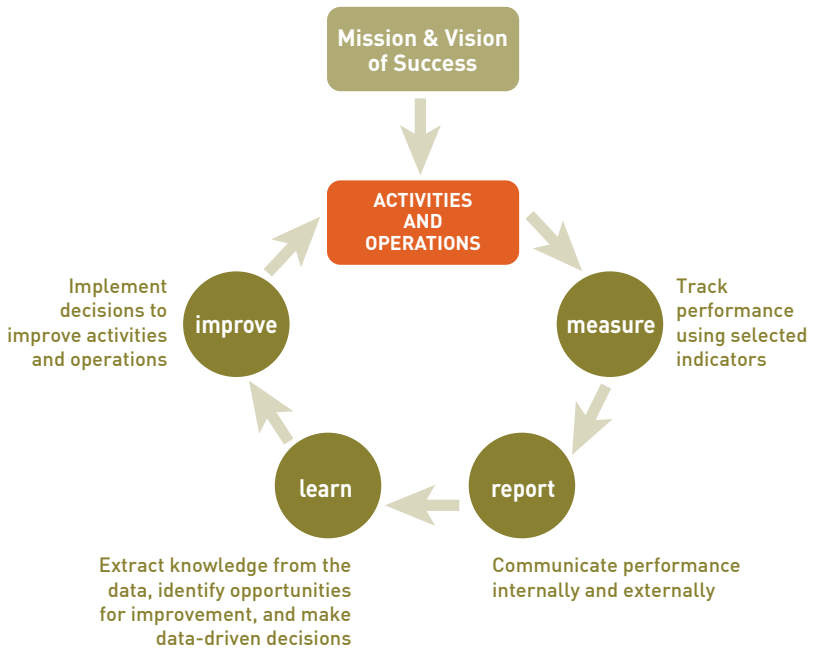 Mission & Vision
of Success
ACTIVITIES
AND
OPERATIONS
measure
Track
performance
using selected
indicators
report
Communicate performance
internally and externally
learn
Extract knowledge from the
data, identify opportunities
for improvement, and make
data-driven decisions
improve
Implement
decisions to
improve activities
and operations